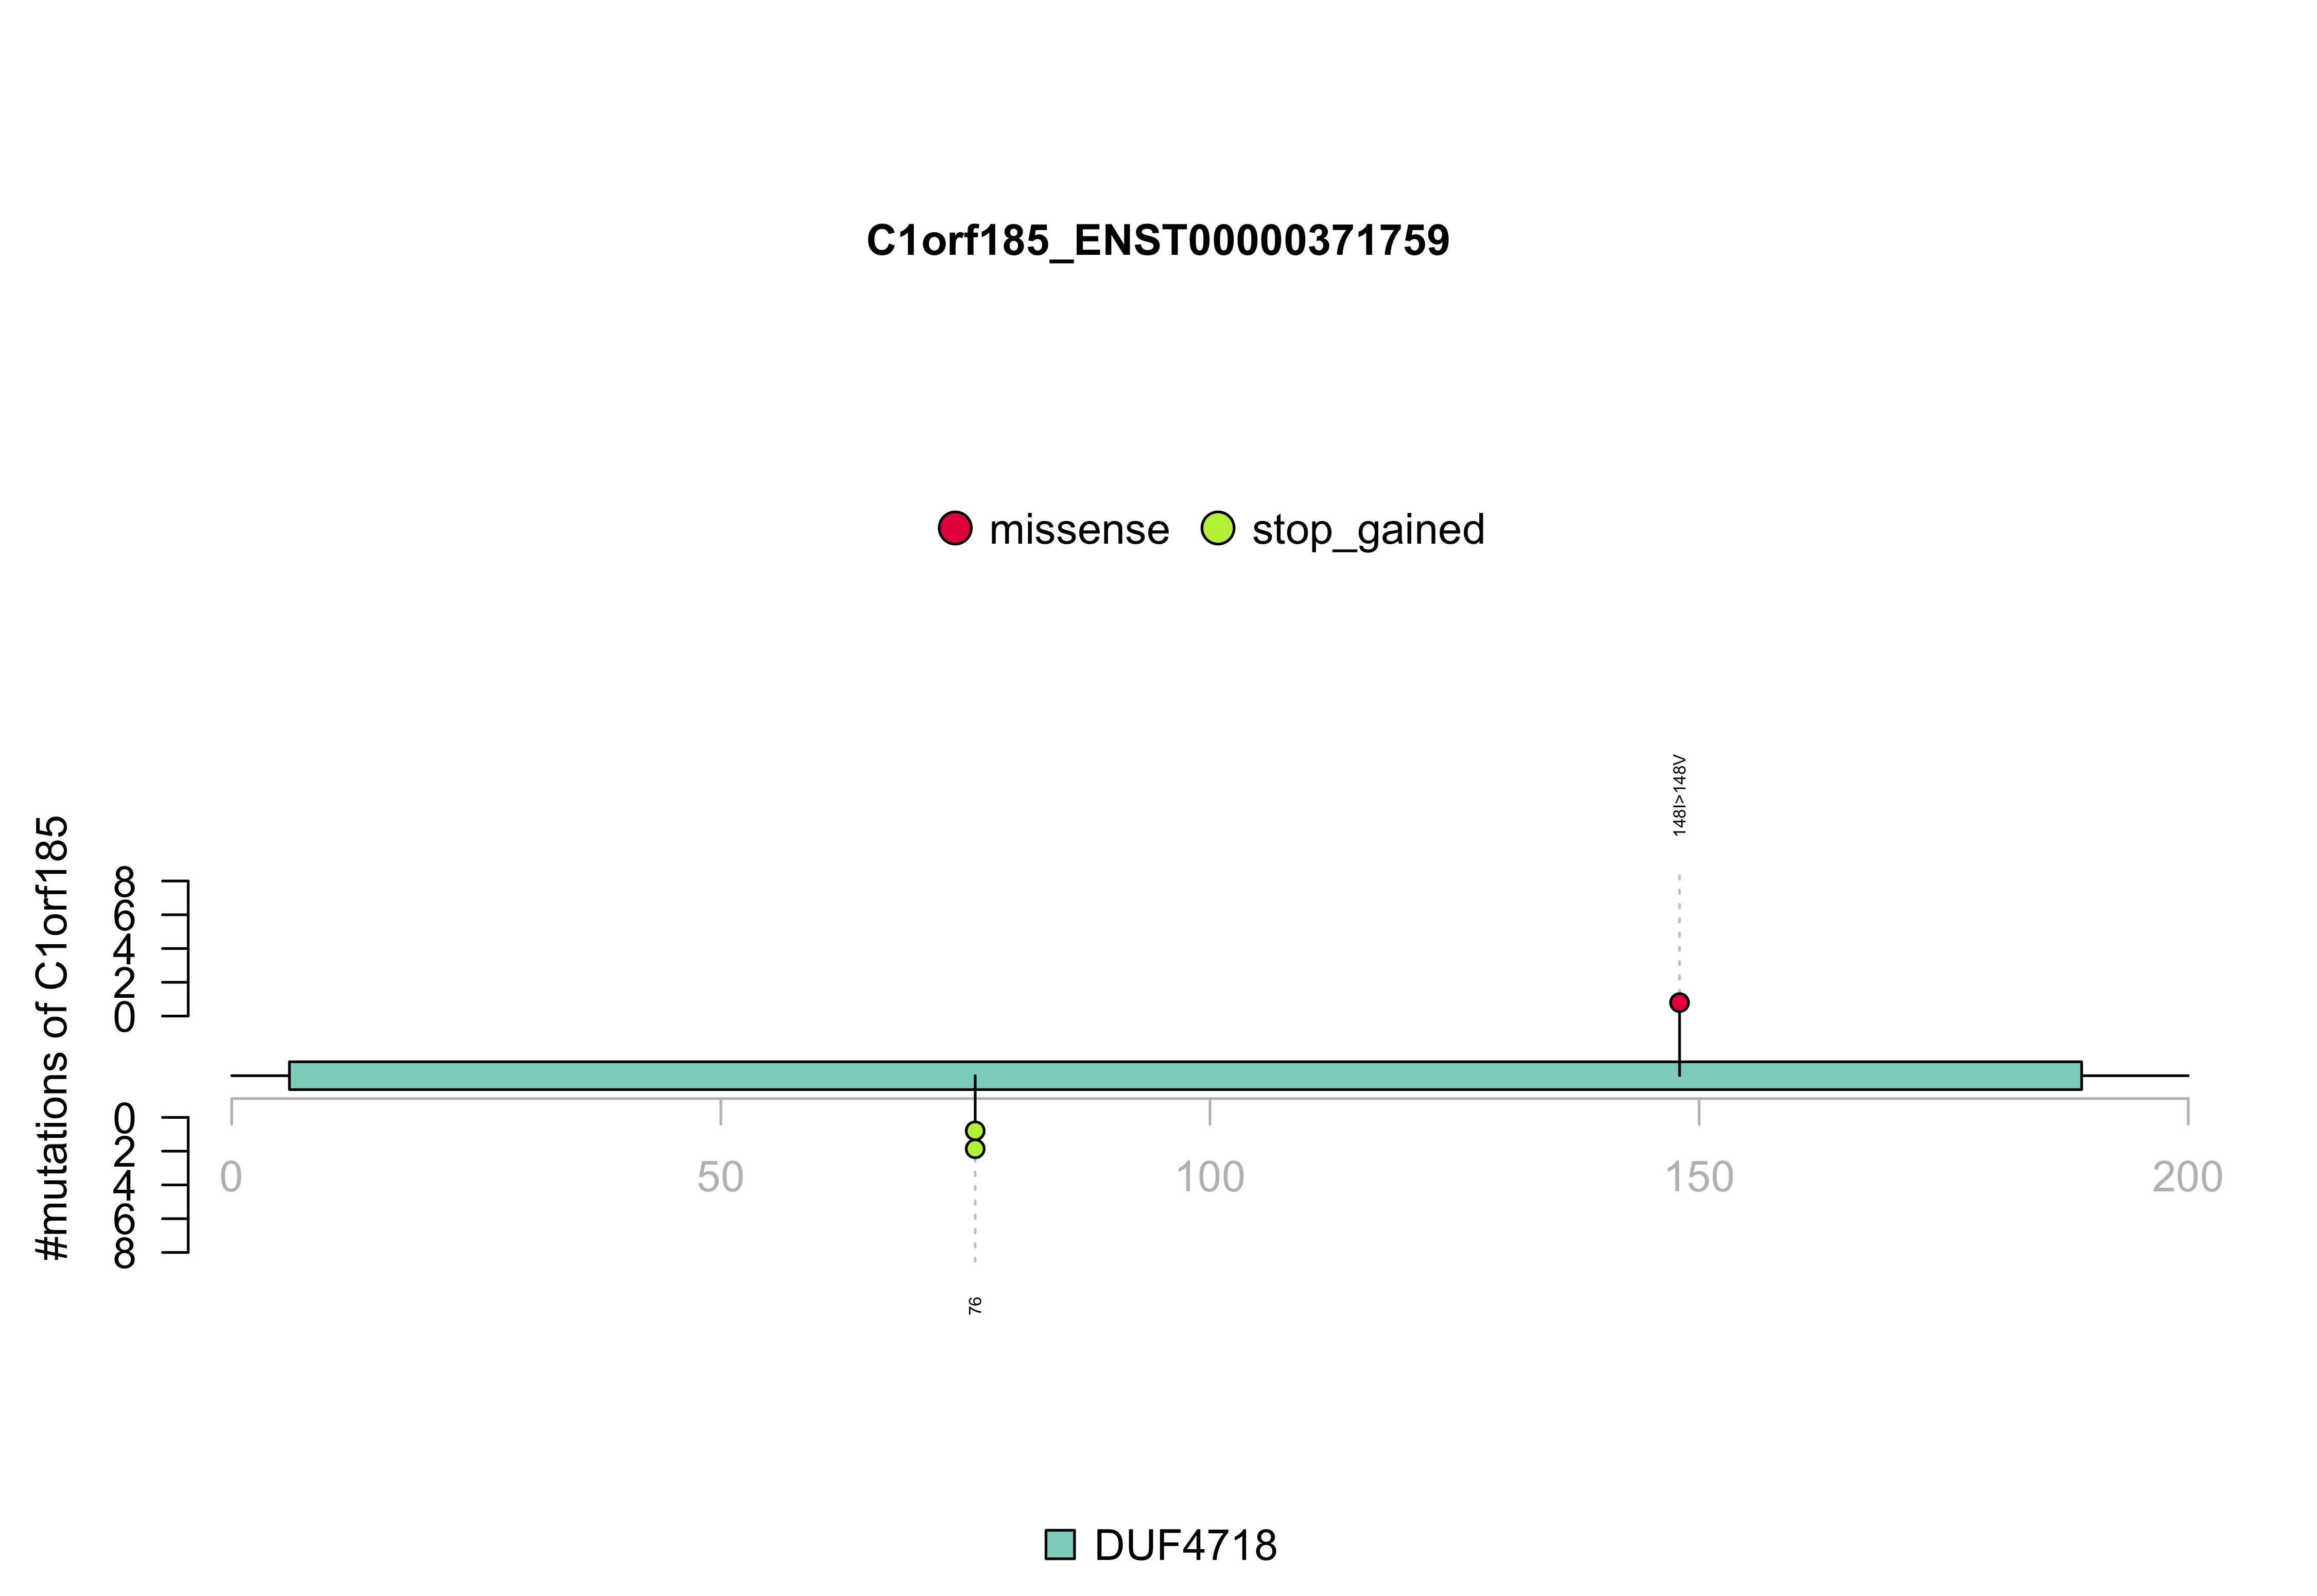 C1orf185_ENST00000371759
missense stop_gained
148I>148V
#mutations of C1orf185
8
6
4
2
0
0
2
4
6
8
0 50 100 150 200
76
DUF4718